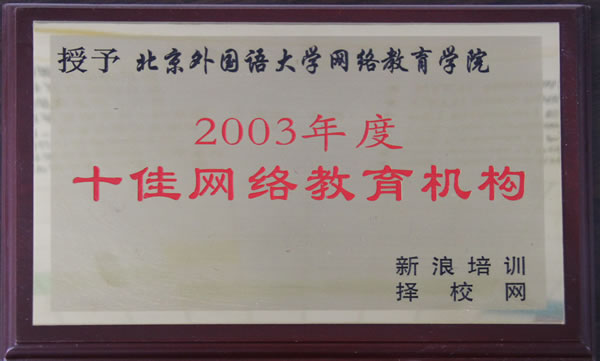 授予 北京外国语大学网络教育学院
2003年度
十佳网络教育机构
新浪培训
择校网